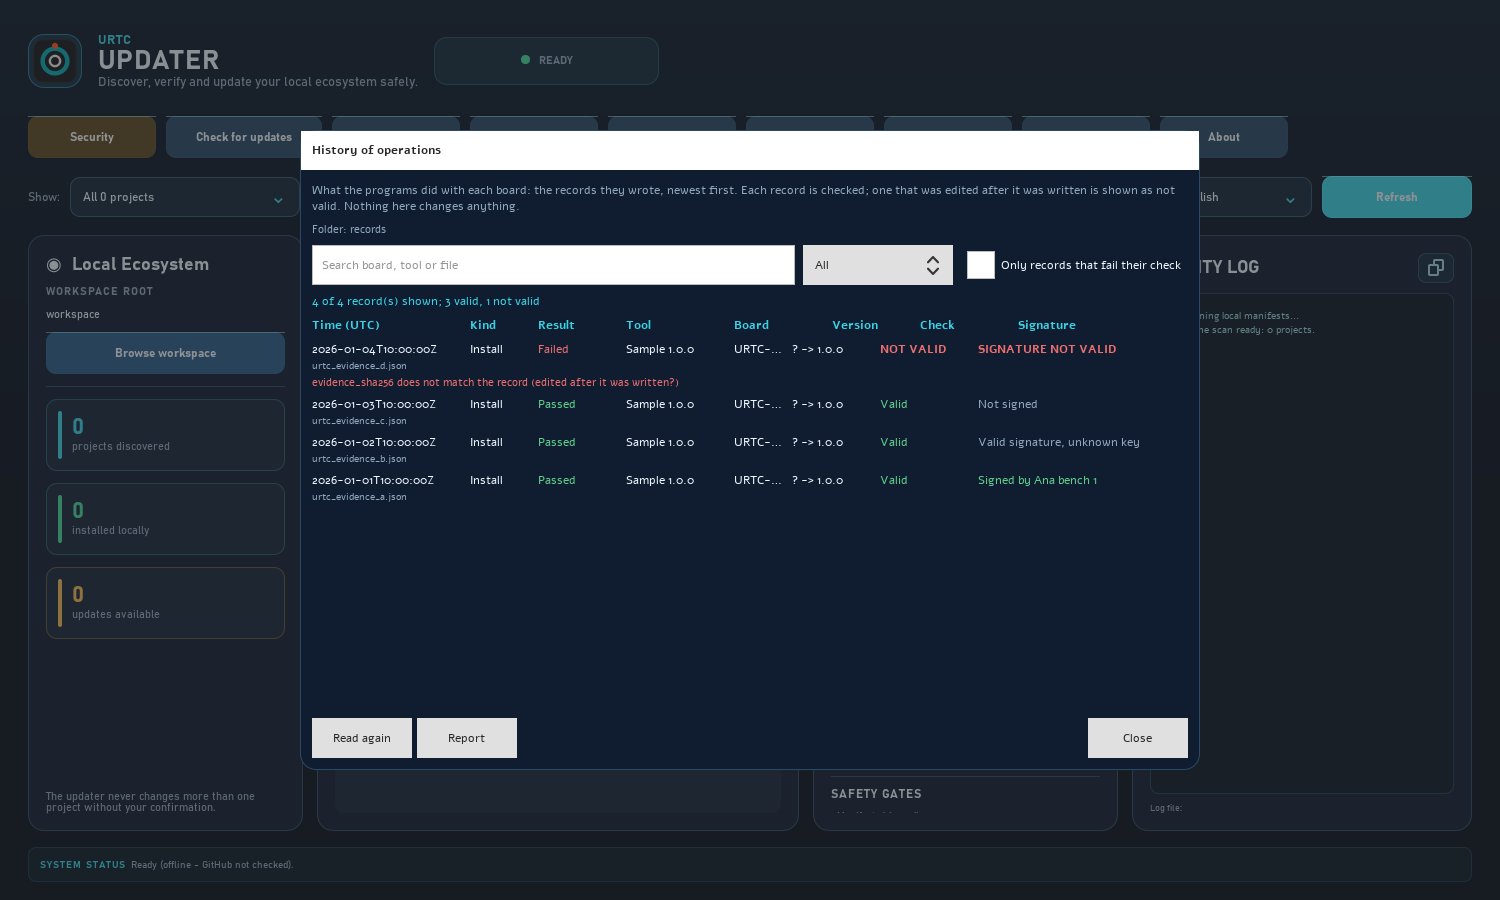 URTC
UPDATER
Discover, verify and update your local ecosystem safely.
READY
Security
Check for updates
About
Show:
All 0 projects
lish
Refresh
Local Ecosystem
WORKSPACE ROOT
workspace
Browse workspace
0
projects discovered
0
installed locally
0
updates available
The updater never changes more than one
project without your confirmation.
History of operations
What the programs did with each board: the records they wrote, newest first. Each record is checked; one that was edited after it was written is shown as not
valid. Nothing here changes anything.
Folder: records
Search board, tool or file
All
Only records that fail their check
4 of 4 record(s) shown; 3 valid, 1 not valid
Time (UTC) Kind Result Tool Board Version Check Signature
2026-01-04T10:00:00Z Install Failed Sample 1.0.0 URTC-... ? -> 1.0.0 NOT VALID SIGNATURE NOT VALID
urtc_evidence_d.json
evidence_sha256 does not match the record (edited after it was written?)
2026-01-03T10:00:00Z Install Passed Sample 1.0.0 URTC-... ? -> 1.0.0 Valid Not signed
urtc_evidence_c.json
2026-01-02T10:00:00Z Install Passed Sample 1.0.0 URTC-... ? -> 1.0.0 Valid Valid signature, unknown key
urtc_evidence_b.json
2026-01-01T10:00:00Z Install Passed Sample 1.0.0 URTC-... ? -> 1.0.0 Valid Signed by Ana bench 1
urtc_evidence_a.json
Read again
Report
Close
SAFETY GATES
ITY LOG
ning local manifests...
ne scan ready: 0 projects.
Log file:
SYSTEM STATUS Ready (offline - GitHub not checked).